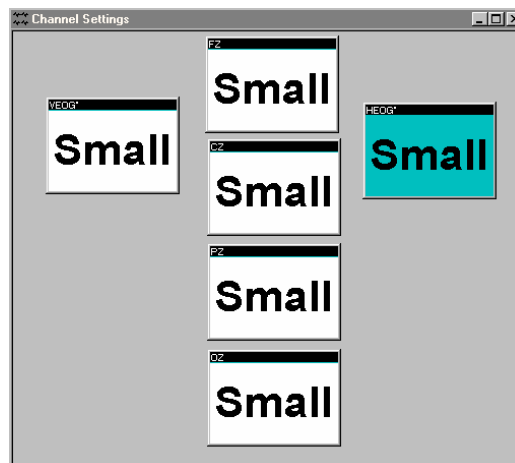 Channel Settings
FZ
Small
VEOG"
Small
HEOG"
Small
CZ
Small
PZ
Small
OZ
Small